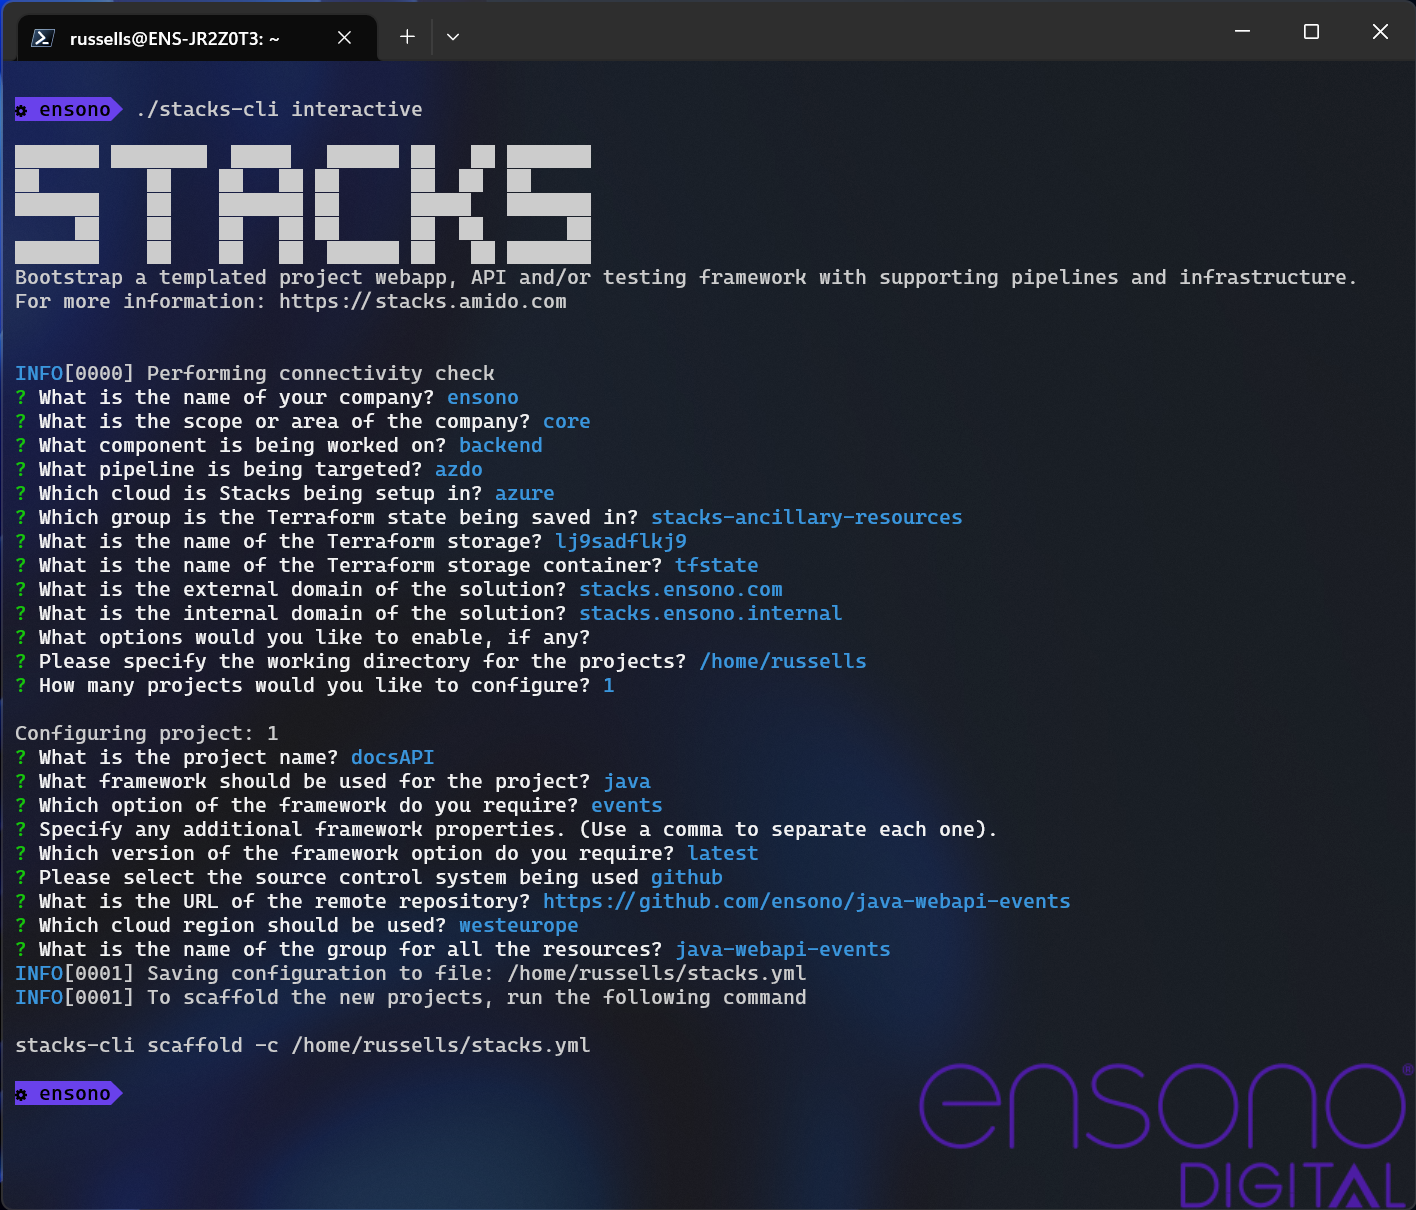 russells@ENS-JR2Z0T3: ~
ensono ./stacks-cli interactive
STACKS
Bootstrap a templated project webapp, API and/or testing framework with supporting pipelines and infrastructure.
For more information: https://stacks.amido.com
INFO[0000] Performing connectivity check
? What is the name of your company? ensono
? What is the scope or area of the company? core
? What component is being worked on? backend
? What pipeline is being targeted? azdo
? Which cloud is Stacks being setup in? azure
? Which group is the Terraform state being saved in? stacks-ancillary-resources
? What is the name of the Terraform storage? lj9sadflkj9
? What is the name of the Terraform storage container? tfstate
? What is the external domain of the solution? stacks.ensono.com
? What is the internal domain of the solution? stacks.ensono.internal
? What options would you like to enable, if any?
? Please specify the working directory for the projects? /home/russells
? How many projects would you like to configure? 1
Configuring project: 1
? What is the project name? docsAPI
? What framework should be used for the project? java
? Which option of the framework do you require? events
? Specify any additional framework properties. (Use a comma to separate each one).
? Which version of the framework option do you require? latest
? Please select the source control system being used github
? What is the URL of the remote repository? https://github.com/ensono/java-webapi-events
? Which cloud region should be used? westeurope
? What is the name of the group for all the resources? java-webapi-events
INFO[0001] Saving configuration to file: /home/russells/stacks.yml
INFO[0001] To scaffold the new projects, run the following command
stacks-cli scaffold -c /home/russells/stacks.yml
ensono
ensono®
DIGITAL